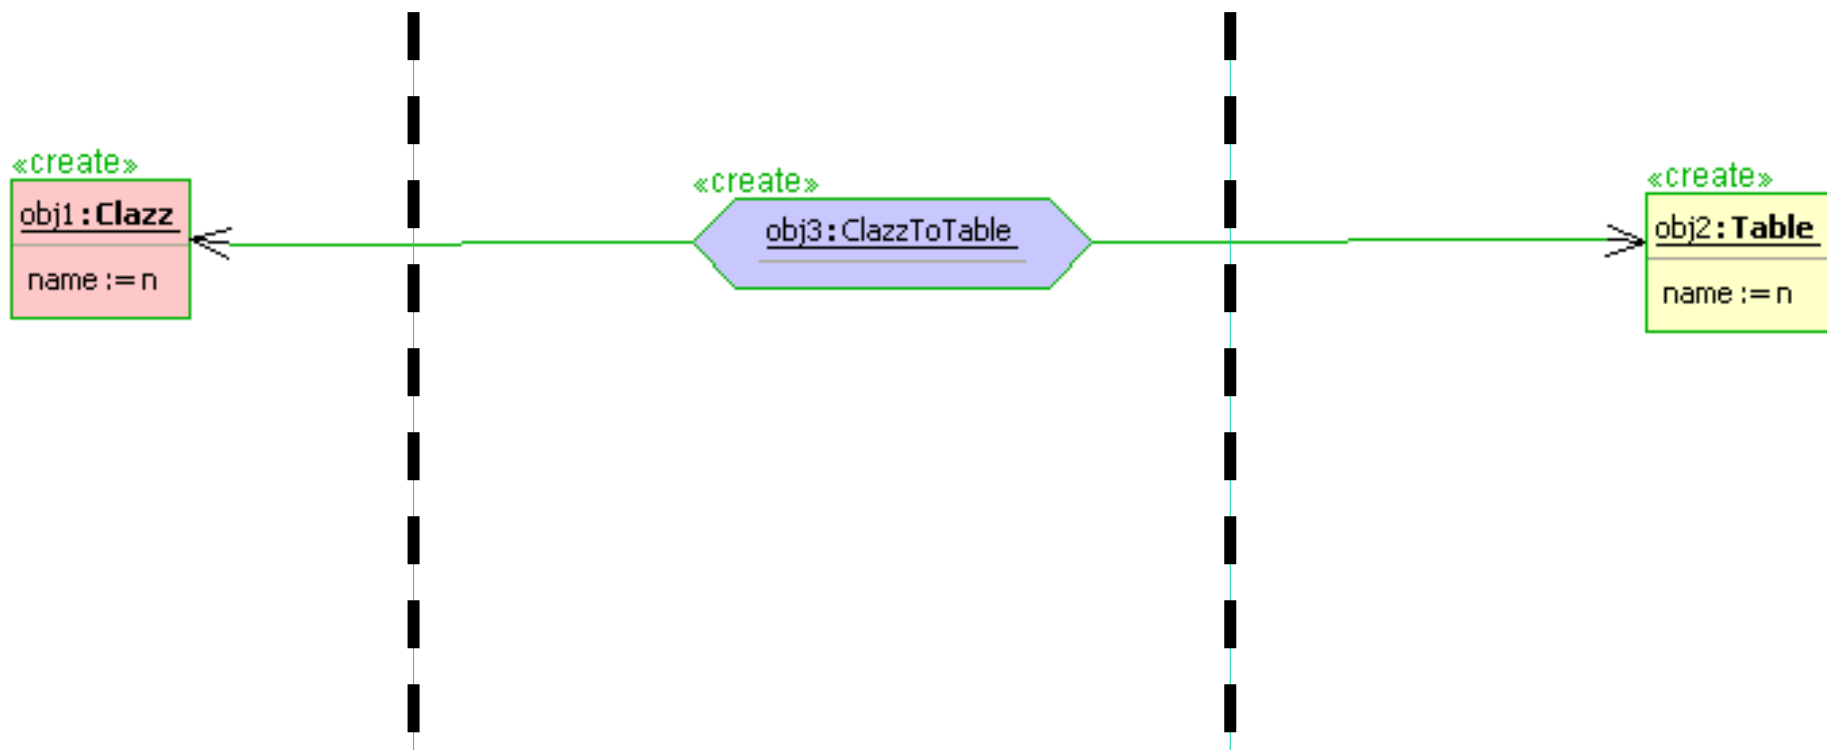 «create»
obj1:Clazz
name := n
«create»
obj3:ClazzToTable
«create»
obj2:Table
name := n